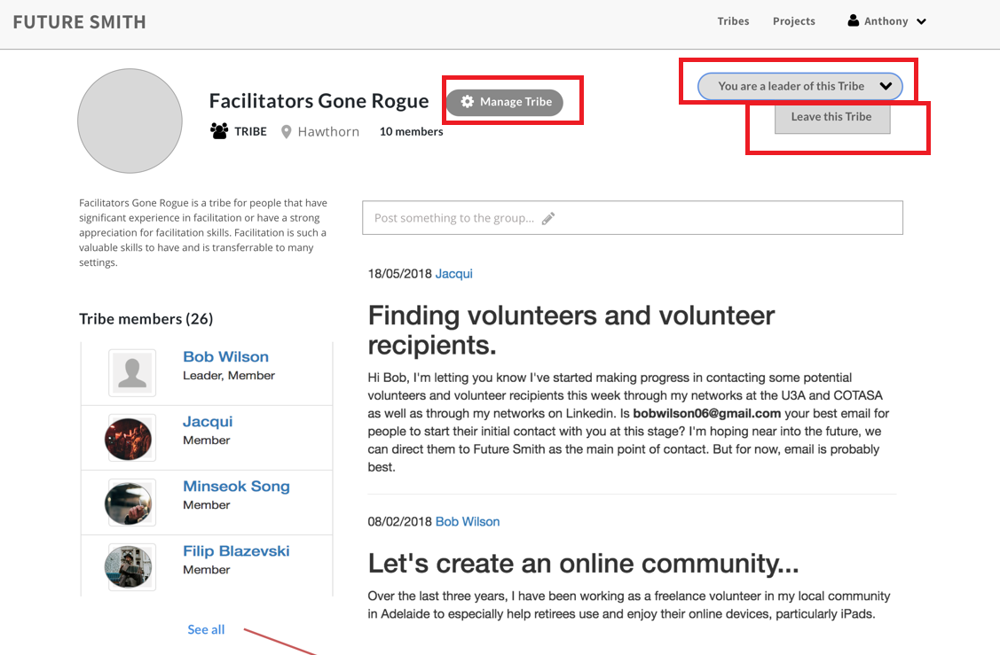 FUTURE SMITH
Tribes Projects Anthony
Facilitators Gone Rogue
Manage Tribe
You are a leader of this Tribe
Leave this Tribe
TRIBE Hawthorn 10 members
Facilitators Gone Rogue is a tribe for people that have
significant experience in facilitation or have a strong
appreciation for facilitation skills. Facilitation is such a
valuable skills to have and is transferrable to many
settings.
Tribe members (26)
Bob Wilson
Leader, Member
Jacqui
Member
Minseok Song
Member
Filip Blazevski
Member
See all
Post something to the group...
18/05/2018 Jacqui
Finding volunteers and volunteer
recipients.
Hi Bob, I'm letting you know I've started making progress in contacting some potential
volunteers and volunteer recipients this week through my networks at the U3A and COTASA
as well as through my networks on Linkedin. Is bobwilson06@gmail.com your best email for
people to start their initial contact with you at this stage? I'm hoping near into the future, we
can direct them to Future Smith as the main point of contact. But for now, email is probably
best.
08/02/2018 Bob Wilson
Let's create an online community...
Over the last three years, I have been working as a freelance volunteer in my local community
in Adelaide to especially help retirees use and enjoy their online devices, particularly iPads.